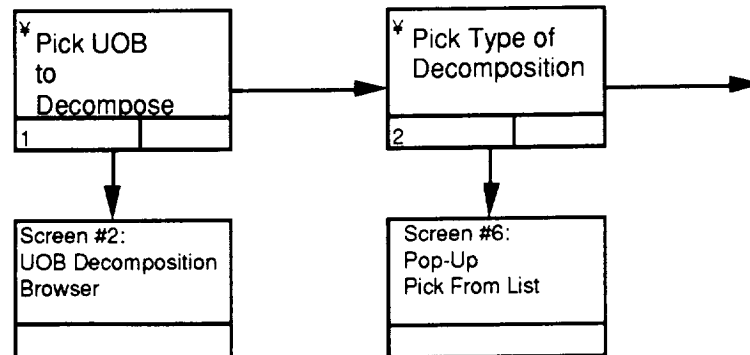 ¥ Pick UOB
to
Decompose
1
¥ Pick Type of
Decomposition
2
Screen #2:
UOB Decomposition
Browser
Screen #6:
Pop-Up
Pick From List